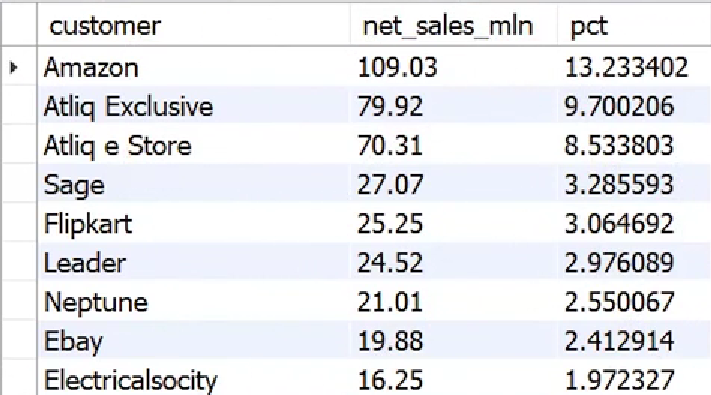 customer net_sales_mln pct
Amazon 109.03 13.233402
Atliq Exclusive 79.92 9.700206
Atliq e Store 70.31 8.533803
Sage 27.07 3.285593
Flipkart 25.25 3.064692
Leader 24.52 2.976089
Neptune 21.01 2.550067
Ebay 19.88 2.412914
Electricalsocity 16.25 1.972327